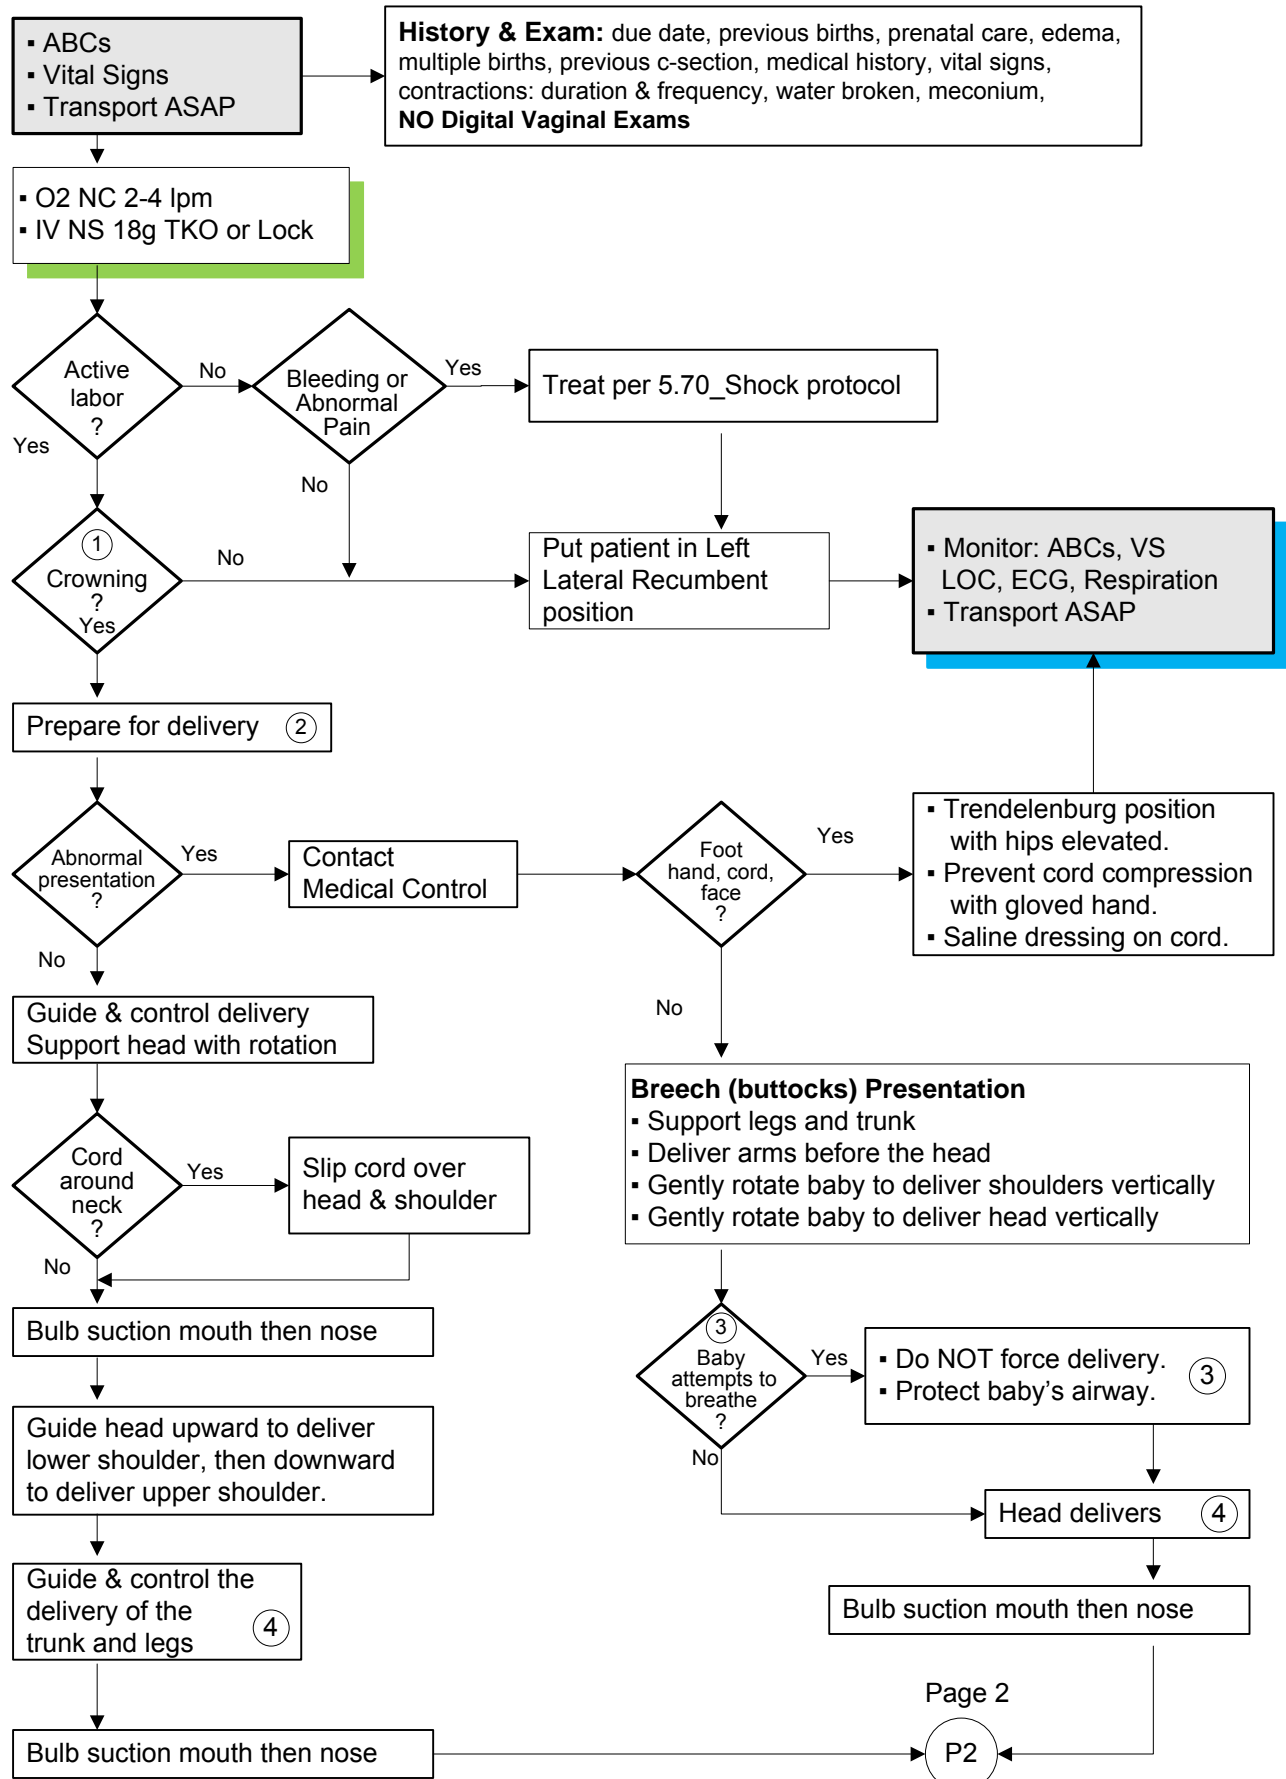 ▪ ABCs
▪ Vital Signs
▪ Transport ASAP
History & Exam: due date, previous births, prenatal care, edema,
multiple births, previous c-section, medical history, vital signs,
contractions: duration & frequency, water broken, meconium,
NO Digital Vaginal Exams
▪ O2 NC 2-4 lpm
▪ IV NS 18g TKO or Lock
Active
labor
?
No
Yes
Bleeding or
Abnormal
Pain
Yes
No
Treat per 5.70_Shock protocol
1
Crowning
?
Yes
No
Put patient in Left
Lateral Recumbent
position
▪ Monitor: ABCs, VS
LOC, ECG, Respiration
▪ Transport ASAP
Prepare for delivery 2
Abnormal
presentation
?
Yes
No
Contact
Medical Control
Foot
hand, cord,
face
?
Yes
No
▪ Trendelenburg position
with hips elevated.
▪ Prevent cord compression
with gloved hand.
▪ Saline dressing on cord.
Guide & control delivery
Support head with rotation
Cord
around
neck
?
Yes
No
Slip cord over
head & shoulder
Breech (buttocks) Presentation
▪ Support legs and trunk
▪ Deliver arms before the head
▪ Gently rotate baby to deliver shoulders vertically
▪ Gently rotate baby to deliver head vertically
Bulb suction mouth then nose
3
Baby
attempts to
breathe
?
Yes
No
▪ Do NOT force delivery.
▪ Protect baby's airway.
3
Guide head upward to deliver
lower shoulder, then downward
to deliver upper shoulder.
Head delivers 4
Guide & control the
delivery of the
trunk and legs 4
Bulb suction mouth then nose
Bulb suction mouth then nose
Page 2
P2